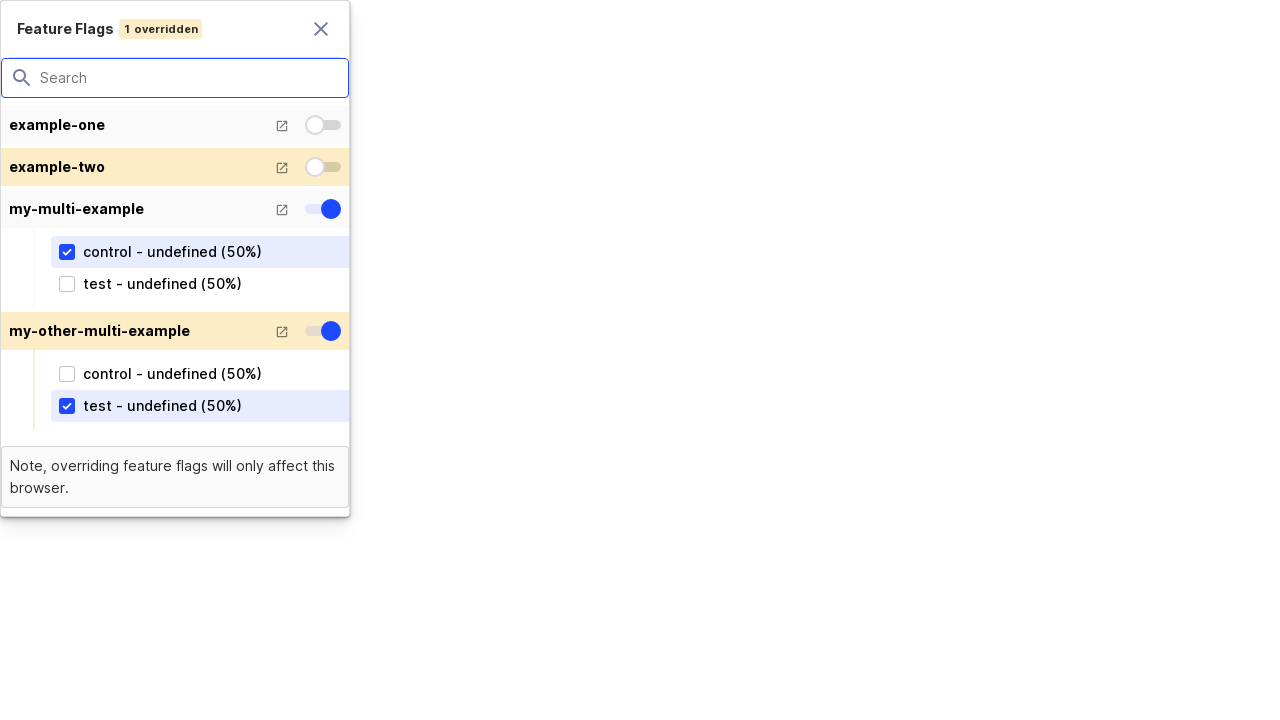 Feature Flags 1 overridden
Search
example-one
example-two
my-multi-example
control - undefined (50%)
test - undefined (50%)
my-other-multi-example
control - undefined (50%)
test - undefined (50%)
Note, overriding feature flags will only affect this
browser.